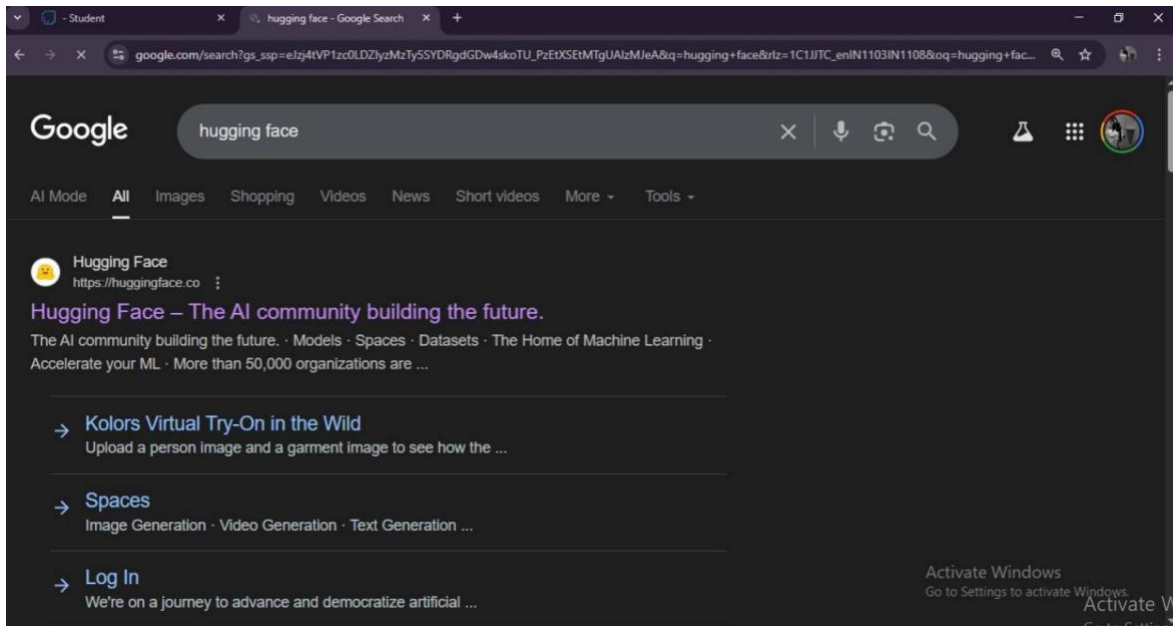 - Student
hugging face - Google Search
google.com/search?gs_ssp=eJzj4tVP1zc0LDZIyzMzTy5SYDRgdGDw4skoTU_PzEtXSEtMTgUAIzMJeA&q=hugging+face&rlz=1C1JJTC_enIN1103IN1108&oq=hugging+fac...
Google
hugging face
AI Mode All Images Shopping Videos News Short videos More Tools
Hugging Face
https://huggingface.co
Hugging Face – The AI community building the future.
The AI community building the future. · Models · Spaces · Datasets · The Home of Machine Learning ·
Accelerate your ML · More than 50,000 organizations are ...
Kolors Virtual Try-On in the Wild
Upload a person image and a garment image to see how the ...
Spaces
Image Generation · Video Generation · Text Generation ...
Log In
We're on a journey to advance and democratize artificial ...
Activate Windows
Go to Settings to activate Windows.
Activate W